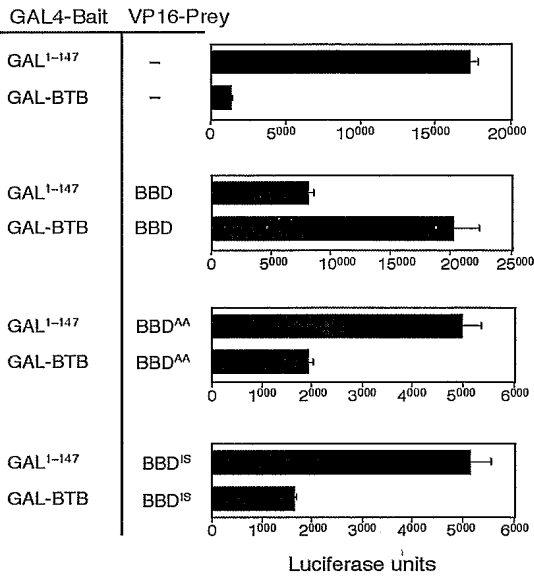 GAL4-Bait VP16-Prey
GAL1-147 –
GAL-BTB –
0 5000 10000 15000 20000
GAL1-147 BBD
GAL-BTB BBD
0 5000 10000 15000 20000 25000
GAL1-147 BBDAA
GAL-BTB BBDAA
0 1000 2000 3000 4000 5000 6000
GAL1-147 BBDIS
GAL-BTB BBDIS
0 1000 2000 3000 4000 5000 6000
Luciferase units